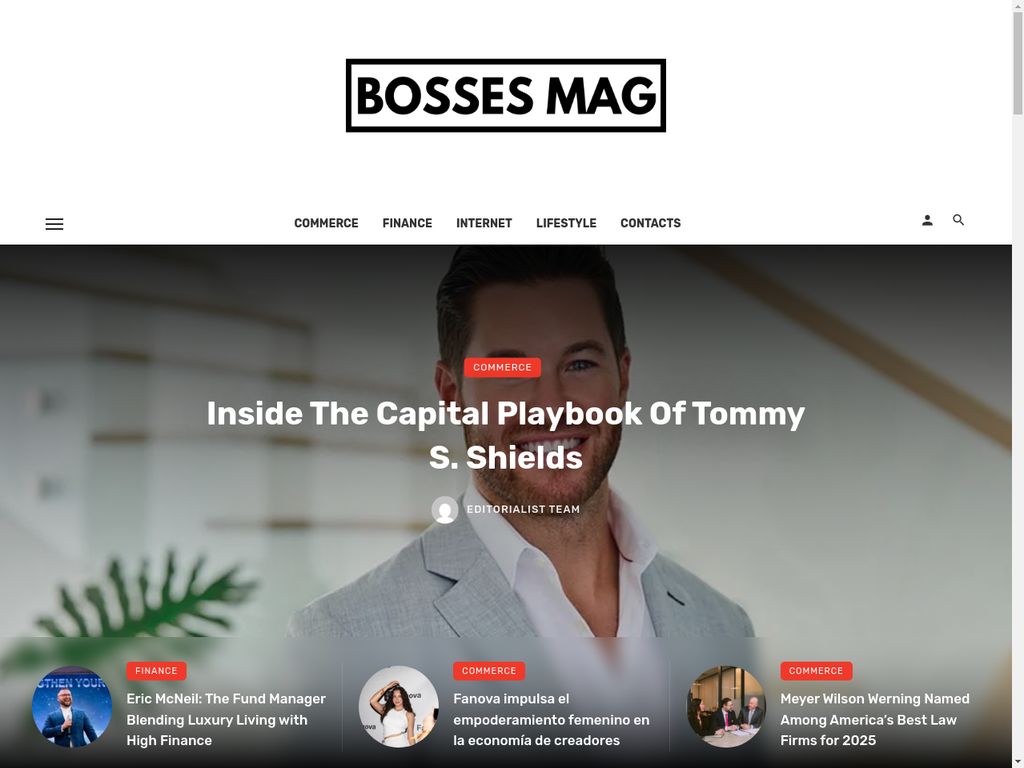 BOSSES MAG
COMMERCE FINANCE INTERNET LIFESTYLE CONTACTS
COMMERCE
Inside The Capital Playbook Of Tommy
S. Shields
EDITORIALIST TEAM
FINANCE
Eric McNeil: The Fund Manager
Blending Luxury Living with
High Finance
COMMERCE
Fanova impulsa el
empoderamiento femenino en
la economía de creadores
COMMERCE
Meyer Wilson Werning Named
Among America's Best Law
Firms for 2025